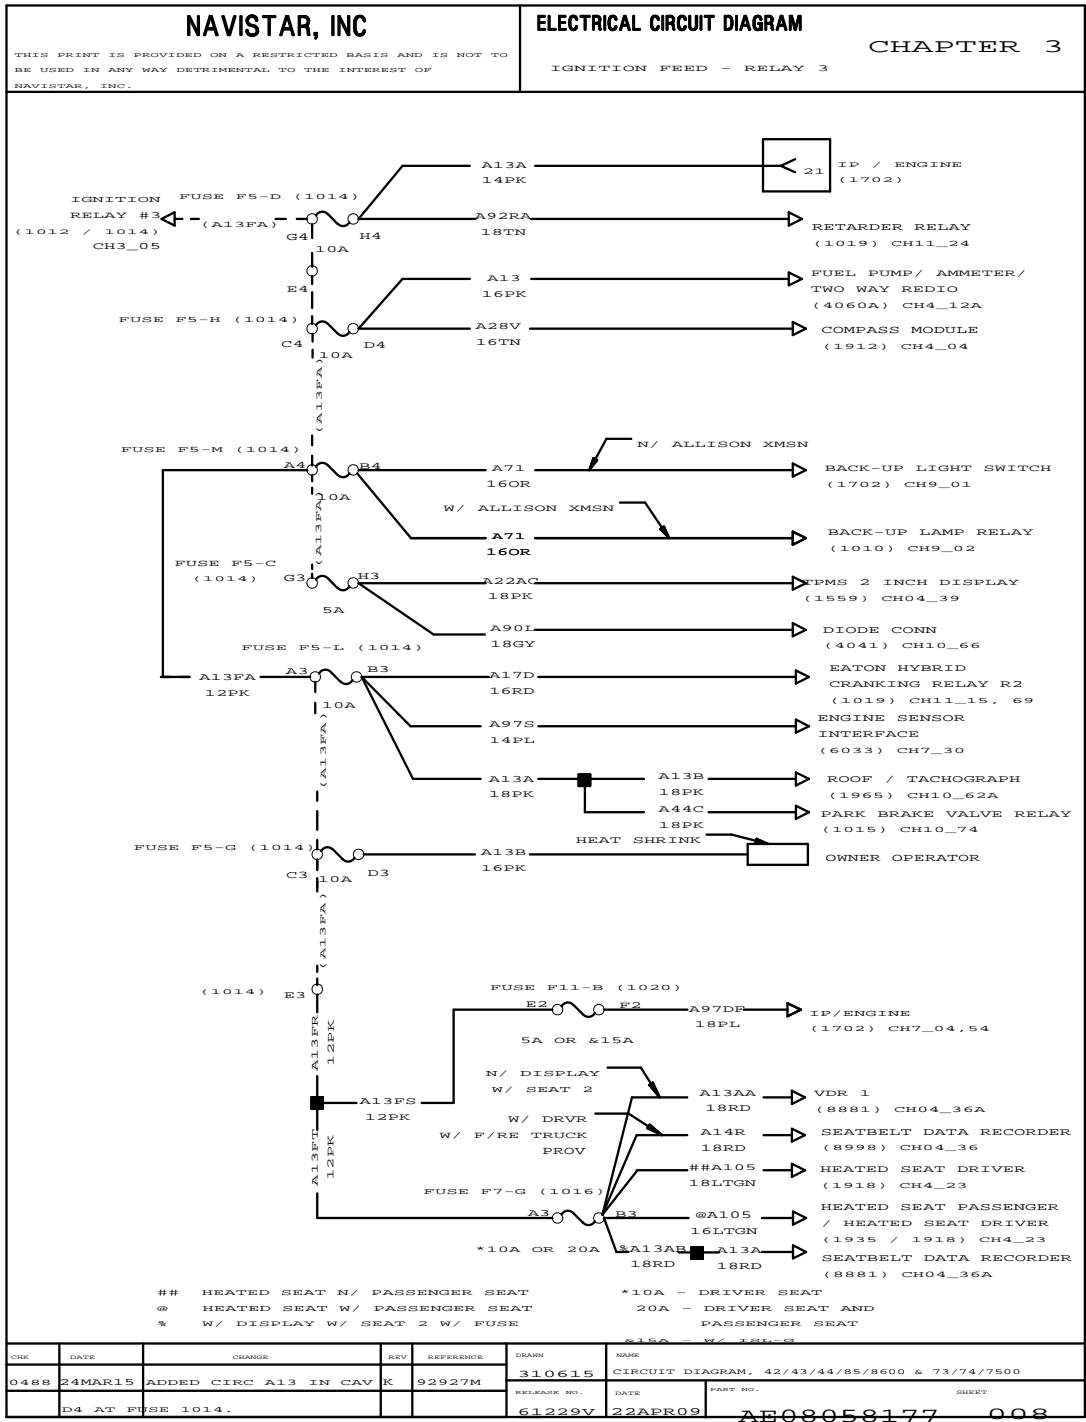 NAVISTAR, INC
THIS PRINT IS PROVIDED ON A RESTRICTED BASIS AND IS NOT TO
BE USED IN ANY WAY DETRIMENTAL TO THE INTEREST OF
NAVISTAR, INC.
ELECTRICAL CIRCUIT DIAGRAM
CHAPTER 3
IGNITION FEED - RELAY 3
A13A
14PK
21
IP / ENGINE
(1702)
IGNITION
RELAY #3
(1012 / 1014)
CH3_05
FUSE F5-D (1014)
(A13FA)
G4
H4
10A
A92RA
18TN
RETARDER RELAY
(1019) CH11_24
E4
A13
16PK
FUEL PUMP/ AMMETER/
TWO WAY REDIO
(4060A) CH4_12A
FUSE F5-H (1014)
C4
10A
D4
A28V
16TN
COMPASS MODULE
(1912) CH4_04
(A13FA)
FUSE F5-M (1014)
A4
B4
10A
N/ ALLISON XMSN
A71
16OR
BACK-UP LIGHT SWITCH
(1702) CH9_01
W/ ALLISON XMSN
A71
16OR
BACK-UP LAMP RELAY
(1010) CH9_02
(A13FA)
FUSE F5-C
(1014)
G3
H3
5A
A22AC
18PK
TPMS 2 INCH DISPLAY
(1559) CH04_39
A90L
18GY
DIODE CONN
(4041) CH10_66
FUSE F5-L (1014)
A13FA
12PK
A3
B3
10A
A17D
16RD
EATON HYBRID
CRANKING RELAY R2
(1019) CH11_15, 69
A97S
14PL
ENGINE SENSOR
INTERFACE
(6033) CH7_30
(A13FA)
A13A
18PK
A13B
18PK
ROOF / TACHOGRAPH
(1965) CH10_62A
A44C
18PK
PARK BRAKE VALVE RELAY
(1015) CH10_74
HEAT SHRINK
FUSE F5-G (1014)
C3
10A
D3
A13B
16PK
OWNER OPERATOR
(A13FA)
(1014)
E3
FUSE F11-B (1020)
E2
F2
5A OR &15A
A97DF
18PL
IP/ENGINE
(1702) CH7_04,54
A13FR
12PK
A13FS
12PK
A13FT
12PK
N/ DISPLAY
W/ SEAT 2
A13AA
18RD
VDR 1
(8881) CH04_36A
W/ DRVR
W/ F/RE TRUCK
PROV
A14R
18RD
SEATBELT DATA RECORDER
(8998) CH04_36
##A105
18LTGN
HEATED SEAT DRIVER
(1918) CH4_23
FUSE F7-G (1016)
A3
B3
*10A OR 20A
@A105
16LTGN
HEATED SEAT PASSENGER
/ HEATED SEAT DRIVER
(1935 / 1918) CH4_23
%A13AB
18RD
A13A
18RD
SEATBELT DATA RECORDER
(8881) CH04_36A
## HEATED SEAT N/ PASSENGER SEAT
@ HEATED SEAT W/ PASSENGER SEAT
% W/ DISPLAY W/ SEAT 2 W/ FUSE
*10A - DRIVER SEAT
20A - DRIVER SEAT AND
PASSENGER SEAT
&15A - W/ ISL-G
CHK DATE CHANGE REV REFERENCE
0488 24MAR15 ADDED CIRC A13 IN CAV K 92927M
D4 AT FUSE 1014.
DRAWN
310615
NAME
CIRCUIT DIAGRAM, 42/43/44/85/8600 & 73/74/7500
RELEASE NO.
61229V
DATE
22APR09
PART NO.
AE08058177
SHEET
008